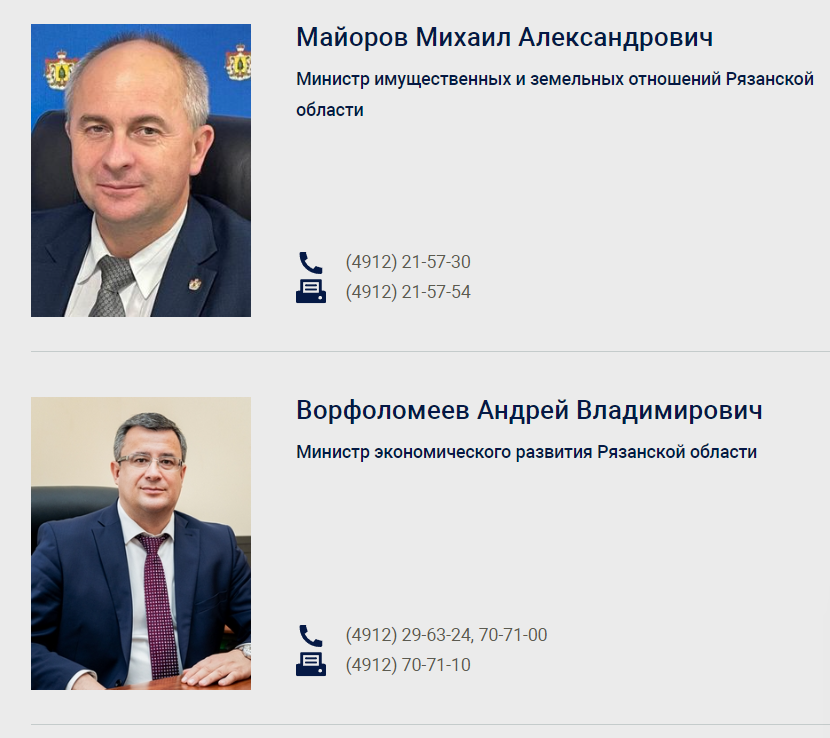 Майоров Михаил Александрович
Министр имущественных и земельных отношений Рязанской
области
(4912) 21-57-30
(4912) 21-57-54
Ворфоломеев Андрей Владимирович
Министр экономического развития Рязанской области
(4912) 29-63-24, 70-71-00
(4912) 70-71-10